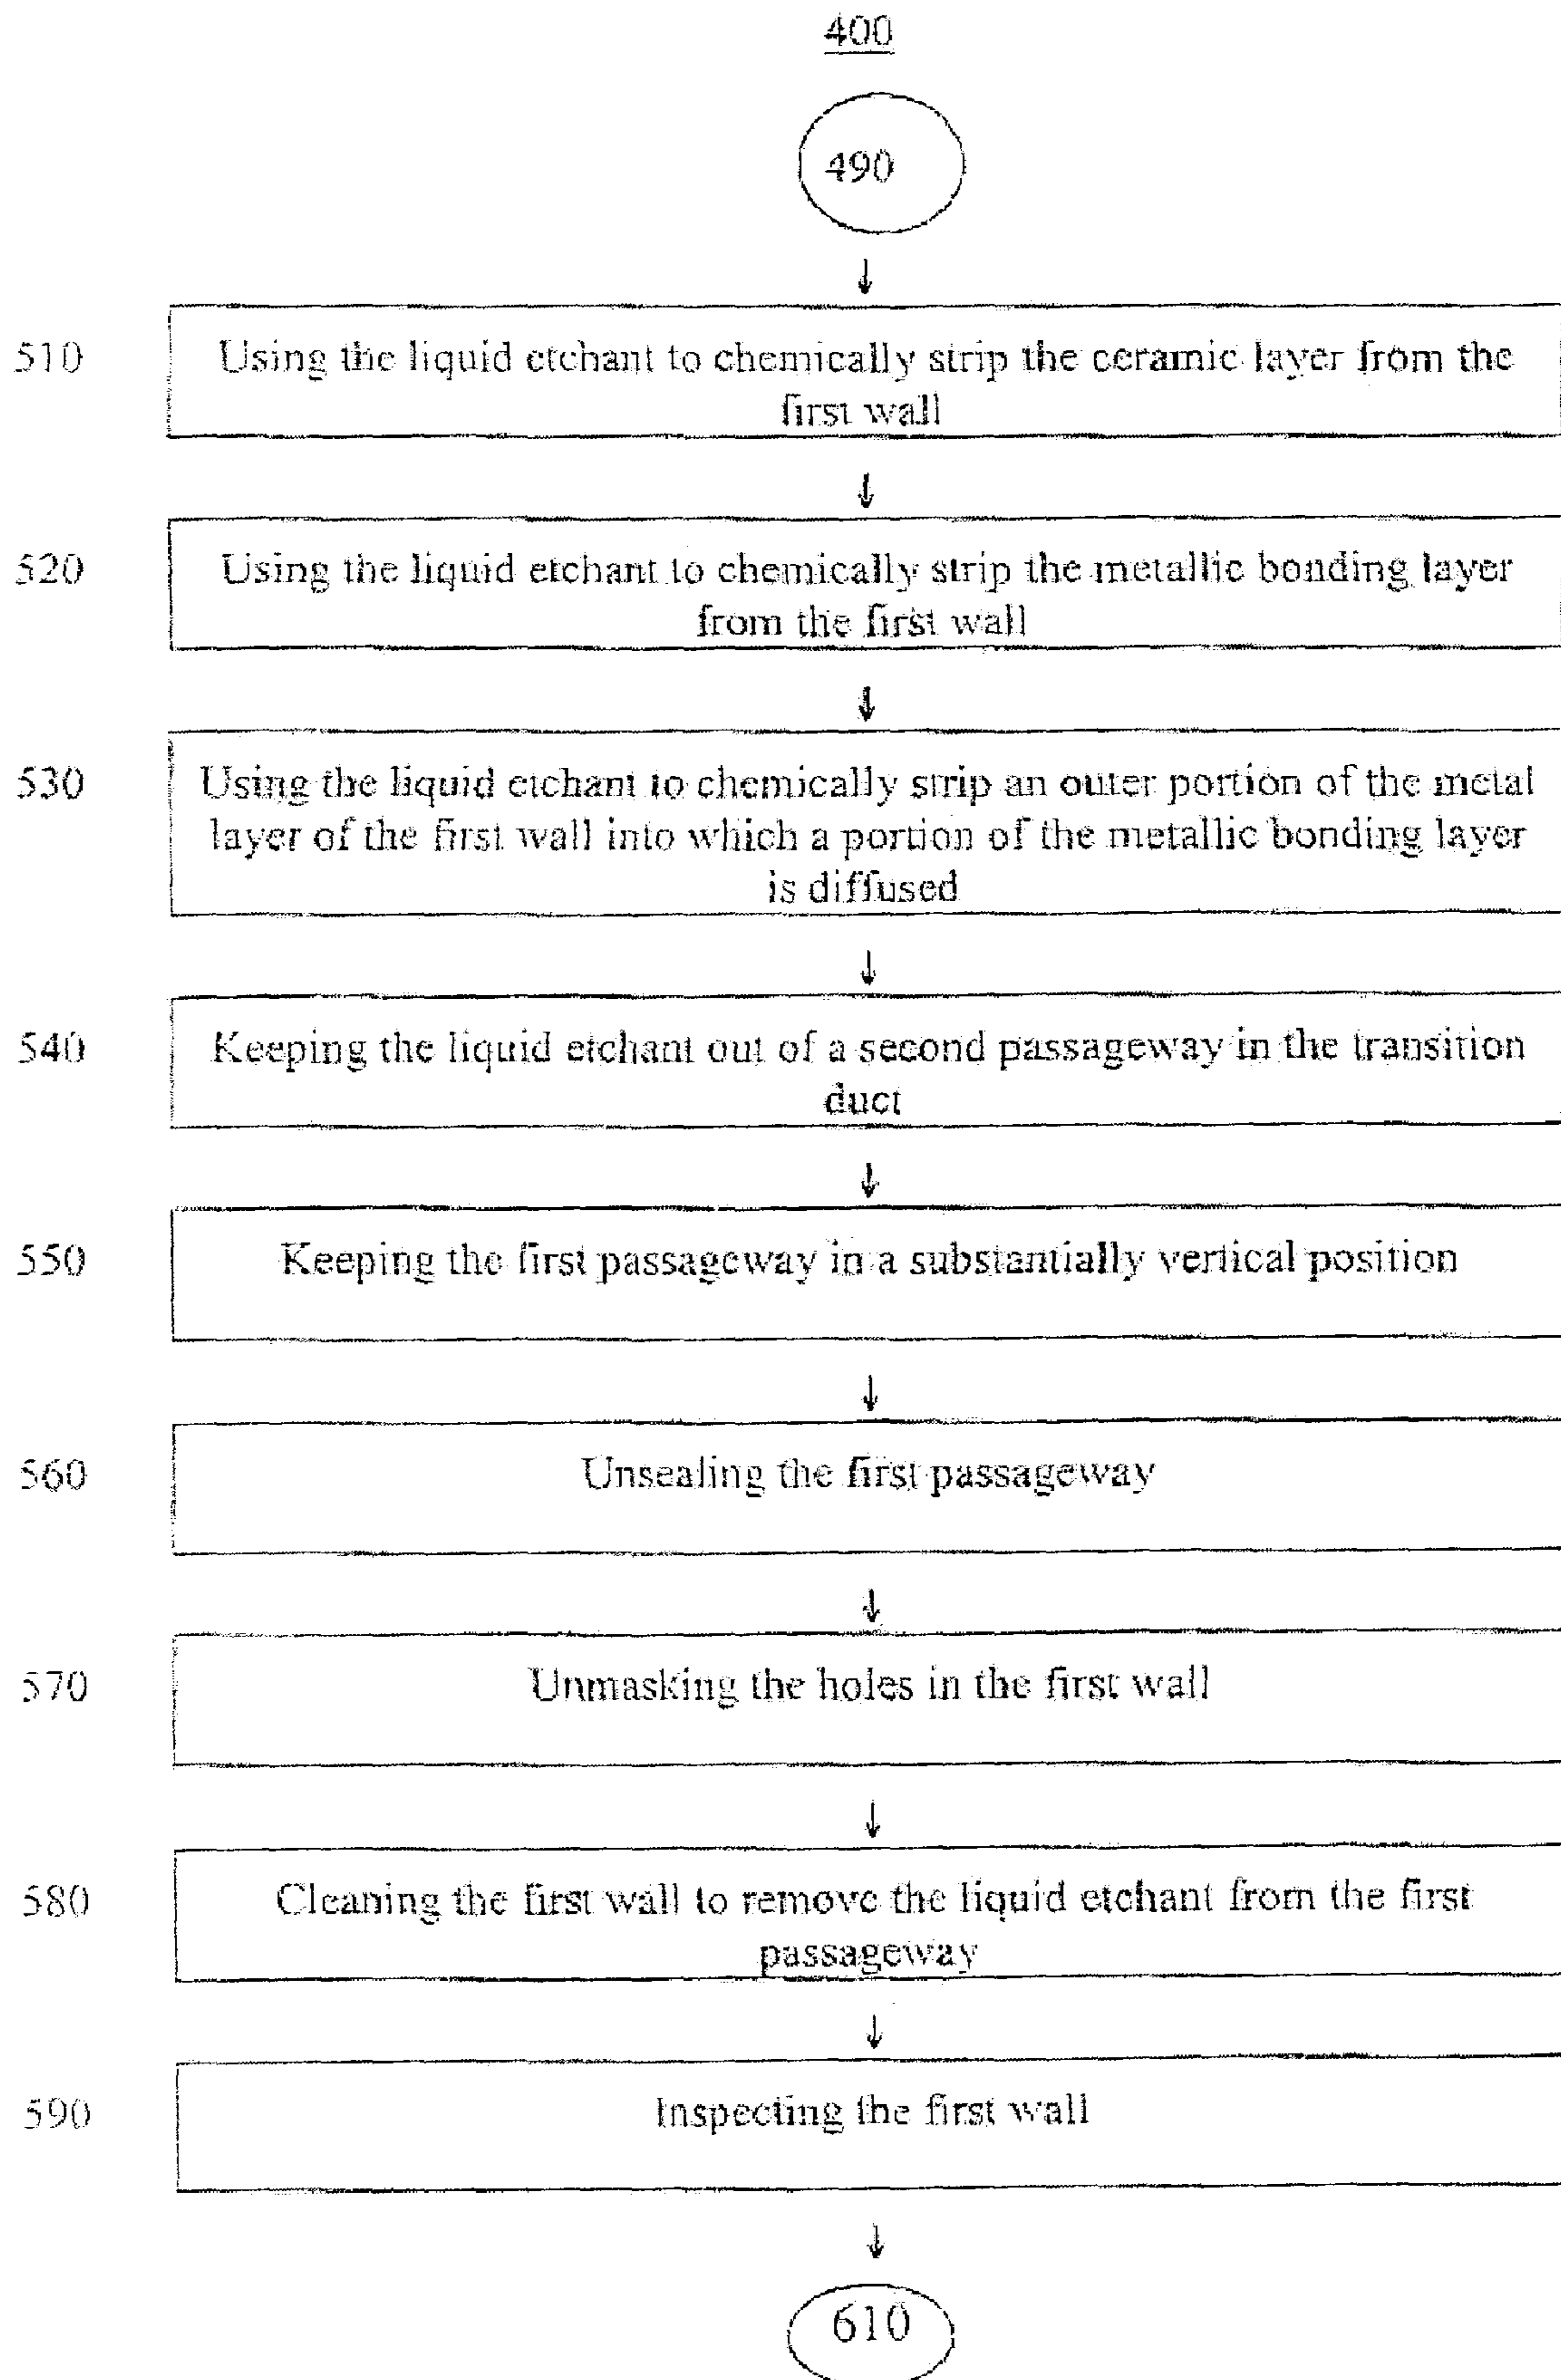 400
490
510
Using the liquid etchant to chemically strip the ceramic layer from the
first wall
520
Using the liquid etchant to chemically strip the metallic bonding layer
from the first wall
530
Using the liquid etchant to chemically strip an outer portion of the metal
layer of the first wall into which a portion of the metallic bonding layer
is diffused
540
Keeping the liquid etchant out of a second passageway in the transition
duct
550
Keeping the first passageway in a substantially vertical position
560
Unsealing the first passageway
570
Unmasking the holes in the first wall
580
Cleaning the first wall to remove the liquid etchant from the first
passageway
590
Inspecting the first wall
610